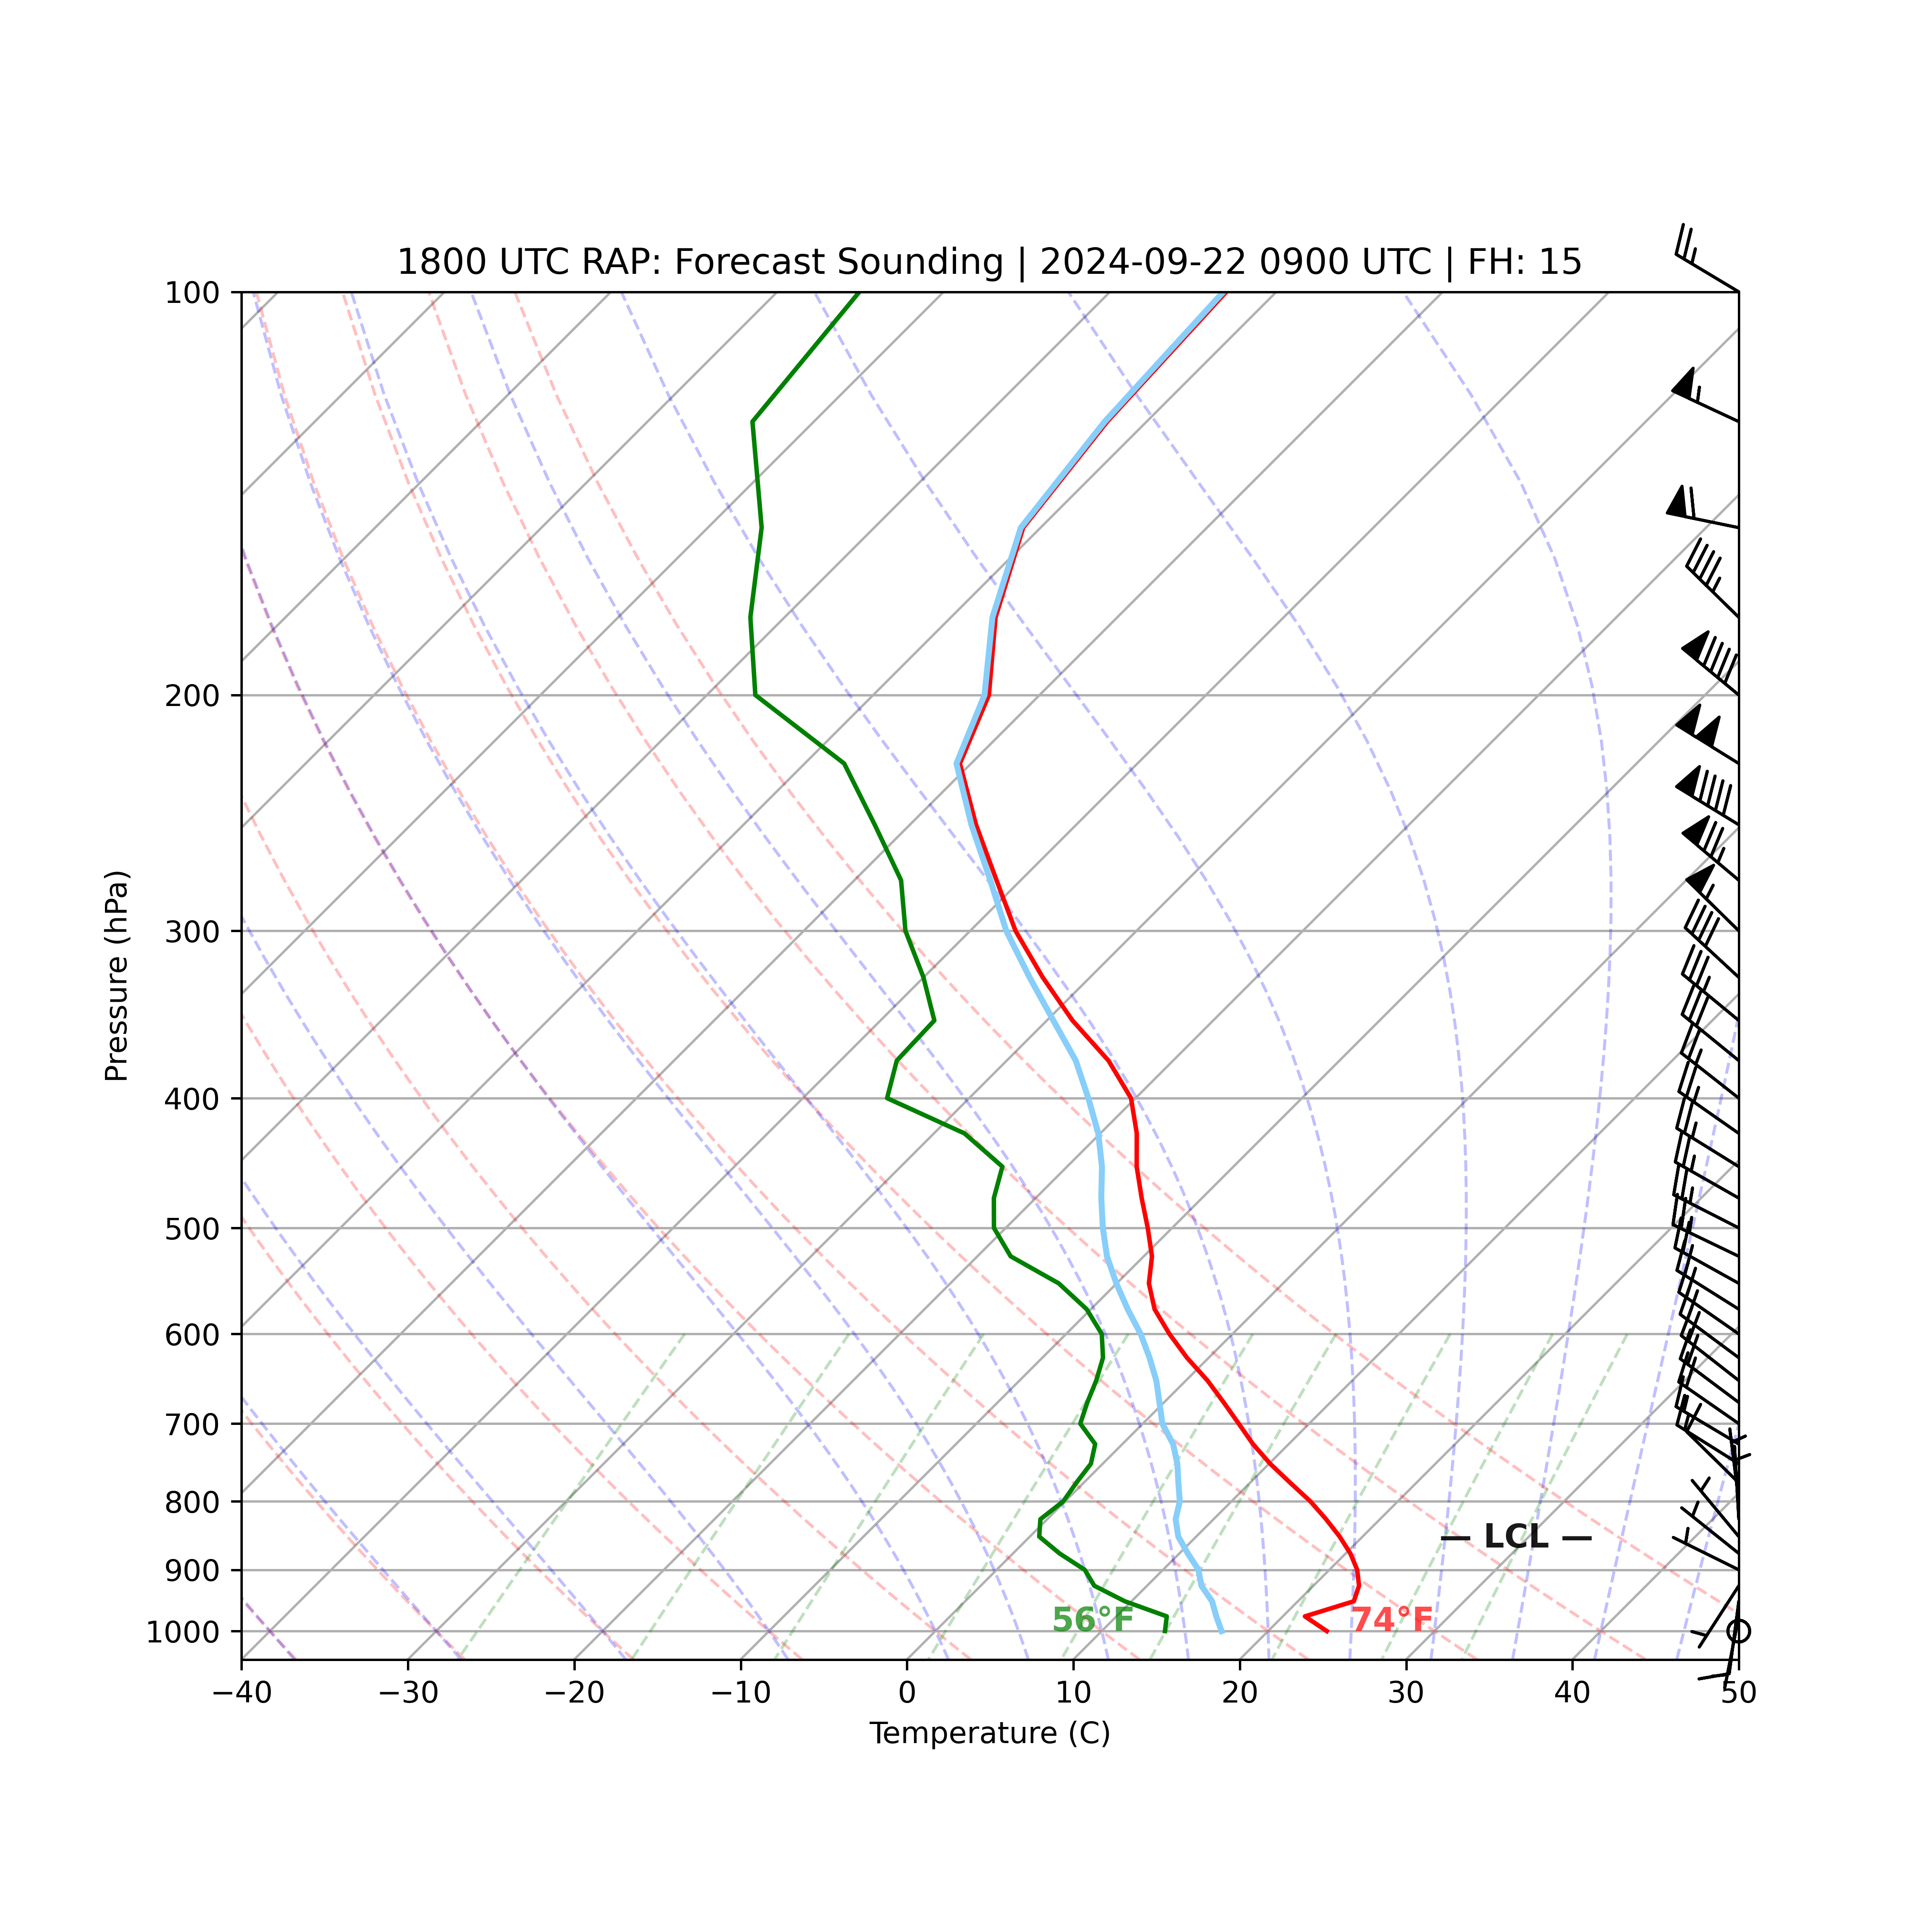 1800 UTC RAP: Forecast Sounding | 2024-09-22 0900 UTC | FH: 15
100
200
300
400
500
600
700
800
900
1000
Pressure (hPa)
— LCL —
56°F
74°F
−40 −30 −20 −10 0 10 20 30 40 50
Temperature (C)